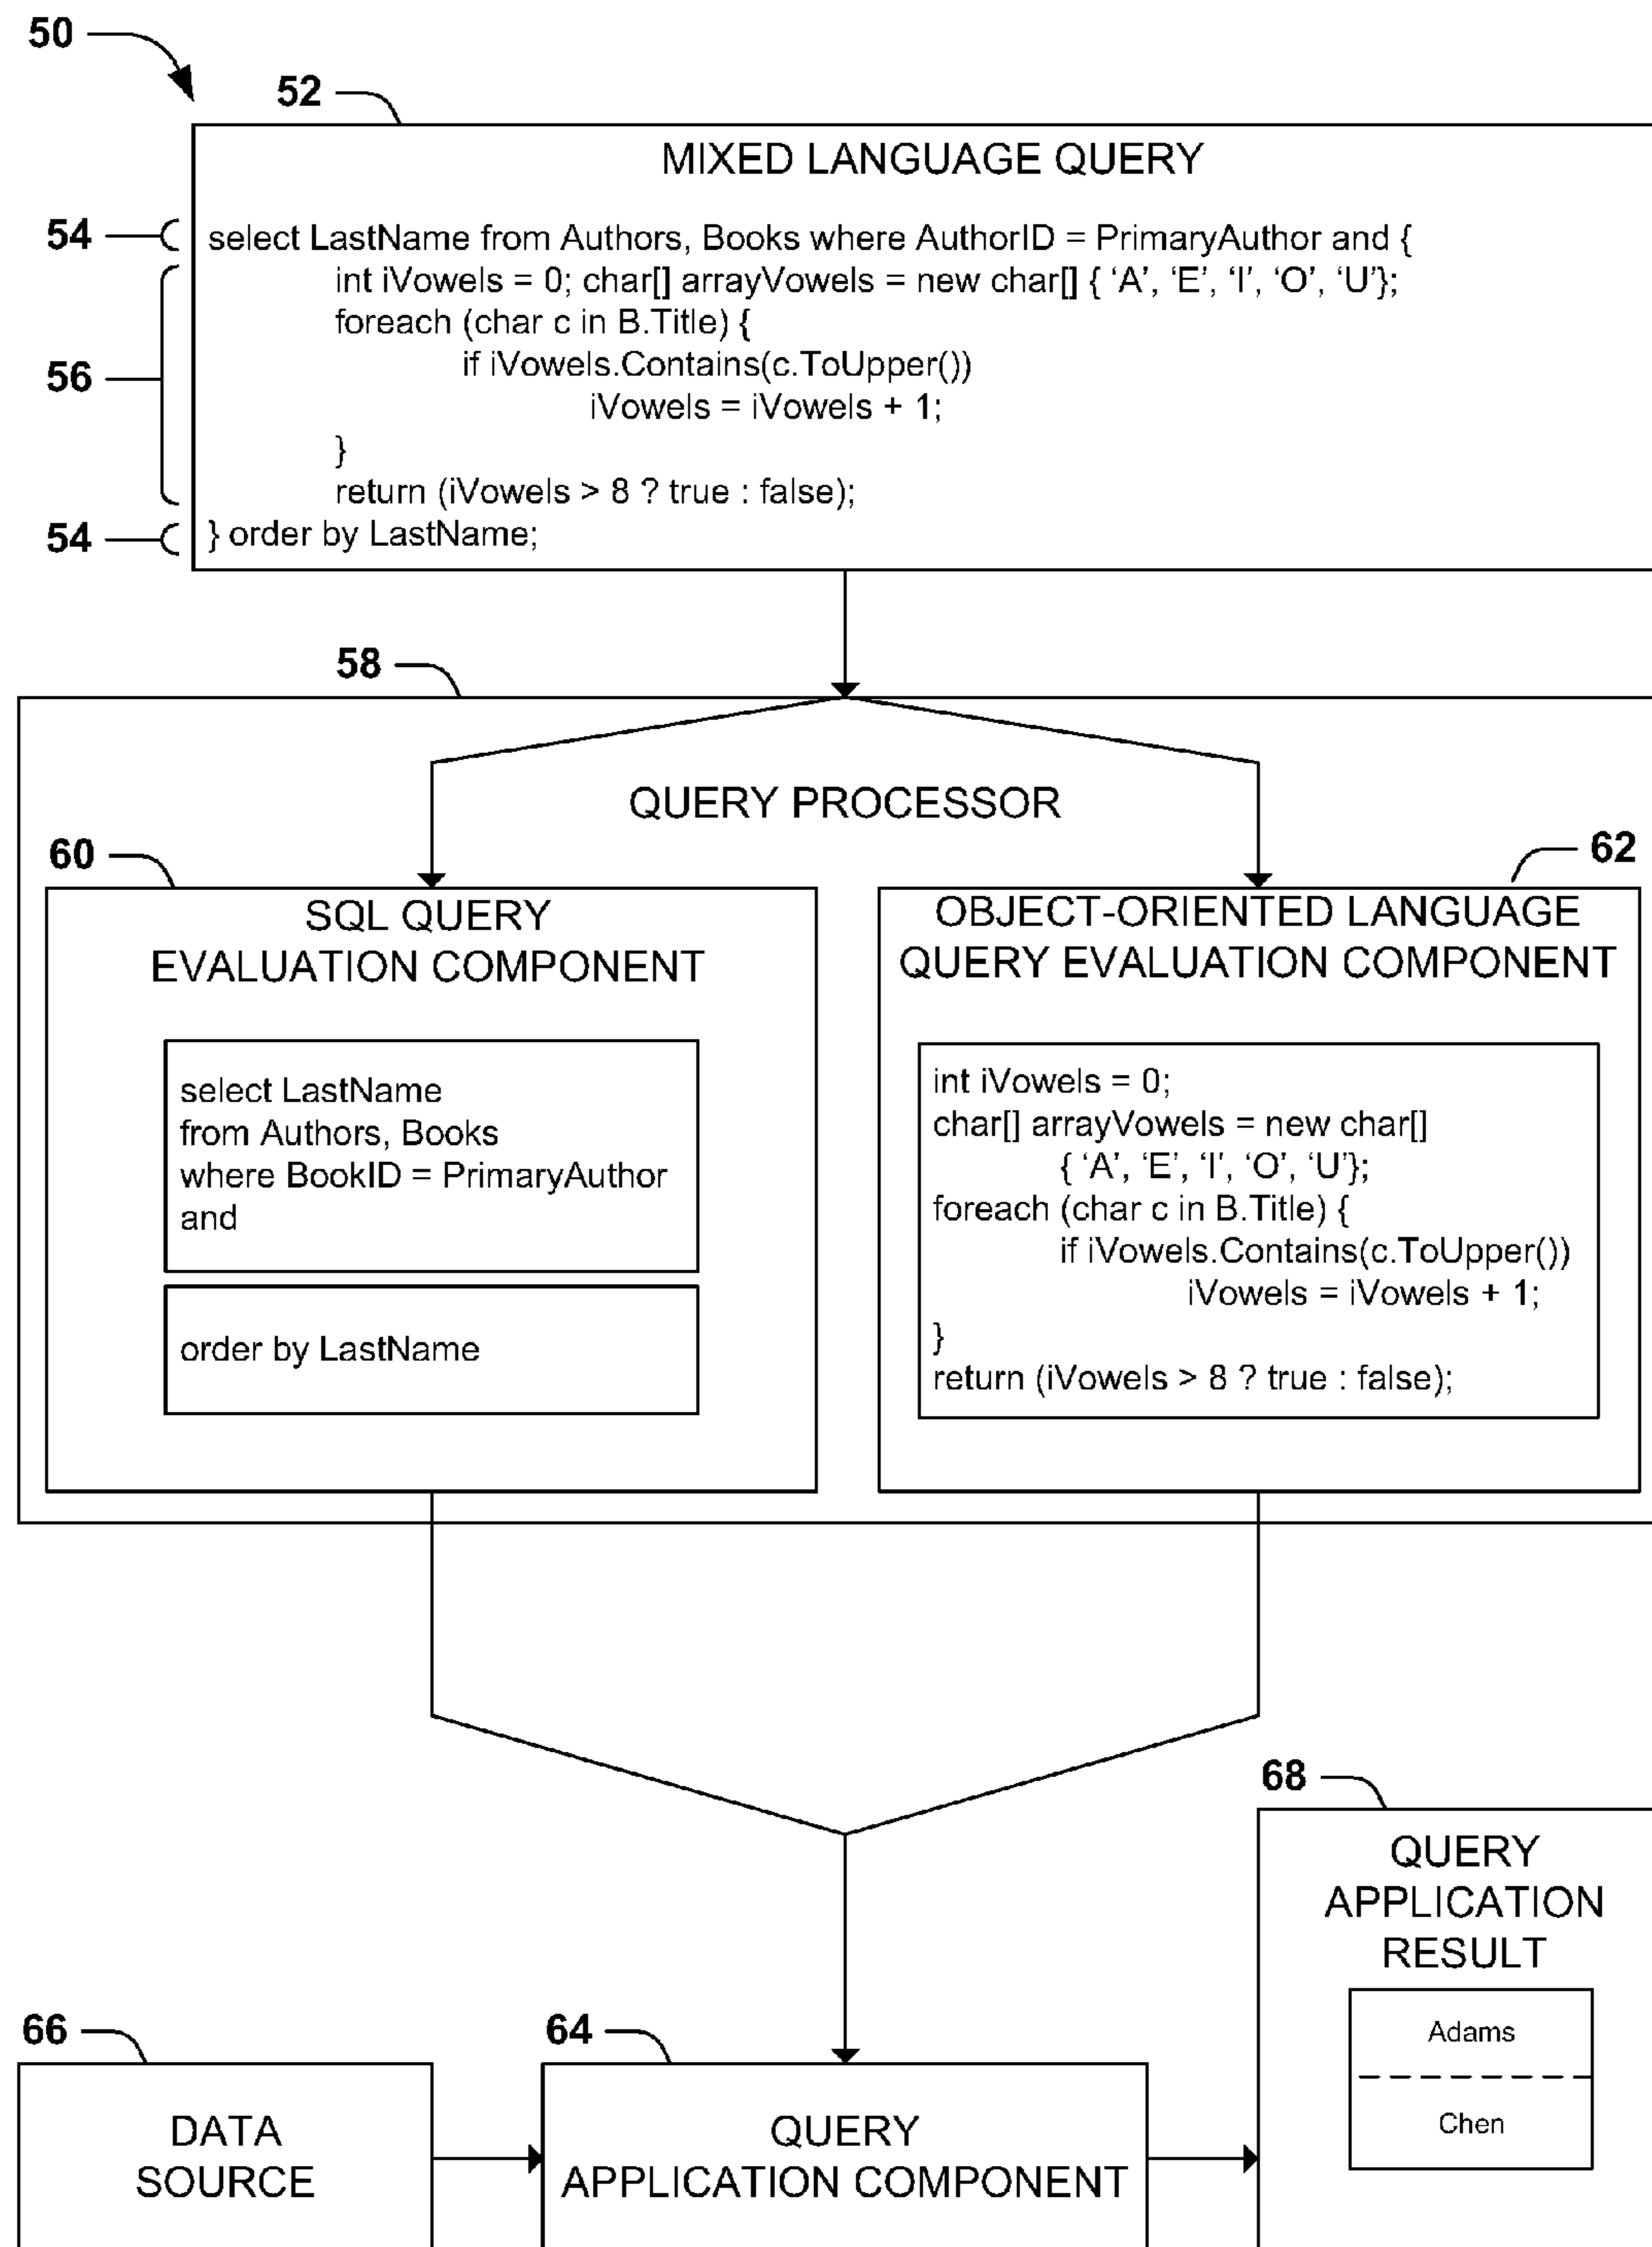 50
52
MIXED LANGUAGE QUERY
54
select LastName from Authors, Books where AuthorID = PrimaryAuthor and {
int iVowels = 0; char[] arrayVowels = new char[] { ‘A’, ‘E’, ‘I’, ‘O’, ‘U’};
foreach (char c in B.Title) {
56
if iVowels.Contains(c.ToUpper())
iVowels = iVowels + 1;
}
return (iVowels > 8 ? true : false);
54
} order by LastName;
58
QUERY PROCESSOR
60
SQL QUERY
EVALUATION COMPONENT
select LastName
from Authors, Books
where BookID = PrimaryAuthor
and
order by LastName
62
OBJECT-ORIENTED LANGUAGE
QUERY EVALUATION COMPONENT
int iVowels = 0;
char[] arrayVowels = new char[]
{ ‘A’, ‘E’, ‘I’, ‘O’, ‘U’};
foreach (char c in B.Title) {
if iVowels.Contains(c.ToUpper())
iVowels = iVowels + 1;
}
return (iVowels > 8 ? true : false);
66
DATA
SOURCE
64
QUERY
APPLICATION COMPONENT
68
QUERY
APPLICATION
RESULT
Adams
Chen